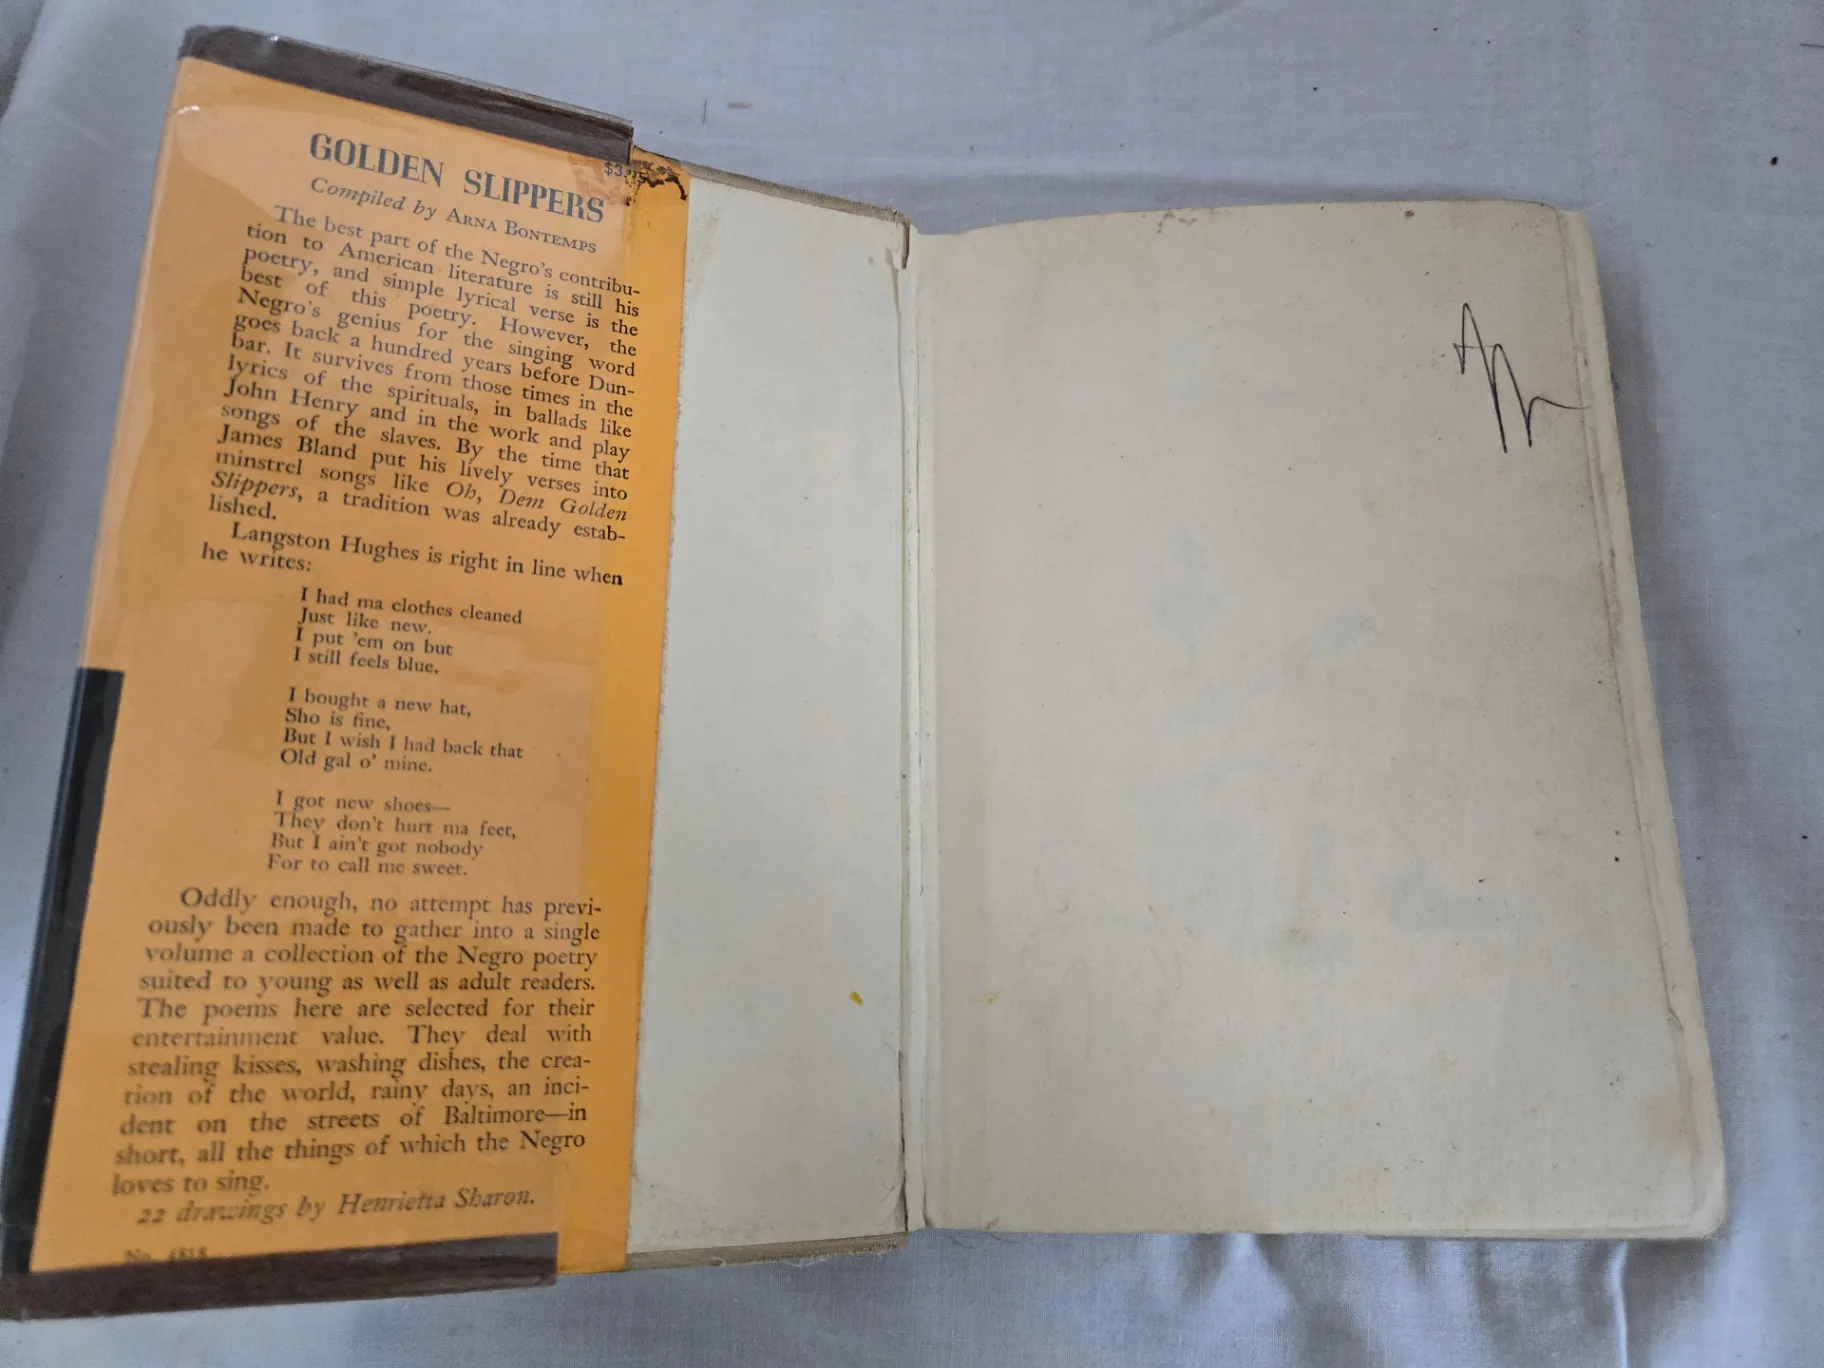 GOLDEN SLIPPERS
Compiled by ARNA BONTEMPS
The best part of the Negro's contribu-
tion to American literature is still his
poetry, and simple lyrical verse is the
best of this poetry. However, the
Negro's genius for the singing word
goes back a hundred years before Dun-
bar. It survives from those times in the
lyrics of the spirituals, in ballads like
John Henry and in the work and play
songs of the slaves. By the time that
James Bland put his lively verses into
minstrel songs like Oh, Dem Golden
Slippers, a tradition was already estab-
lished.
Langston Hughes is right in line when
he writes:
I had ma clothes cleaned
Just like new.
I put 'em on but
I still feels blue.
I bought a new hat,
Sho is fine,
But I wish I had back that
Old gal o' mine.
I got new shoes—
They don't hurt ma feet,
But I ain't got nobody
For to call me sweet.
Oddly enough, no attempt has previ-
ously been made to gather into a single
volume a collection of the Negro poetry
suited to young as well as adult readers.
The poems here are selected for their
entertainment value. They deal with
stealing kisses, washing dishes, the crea-
tion of the world, rainy days, an inci-
dent on the streets of Baltimore—in
short, all the things of which the Negro
loves to sing.
22 drawings by Henrietta Sharon.
No.